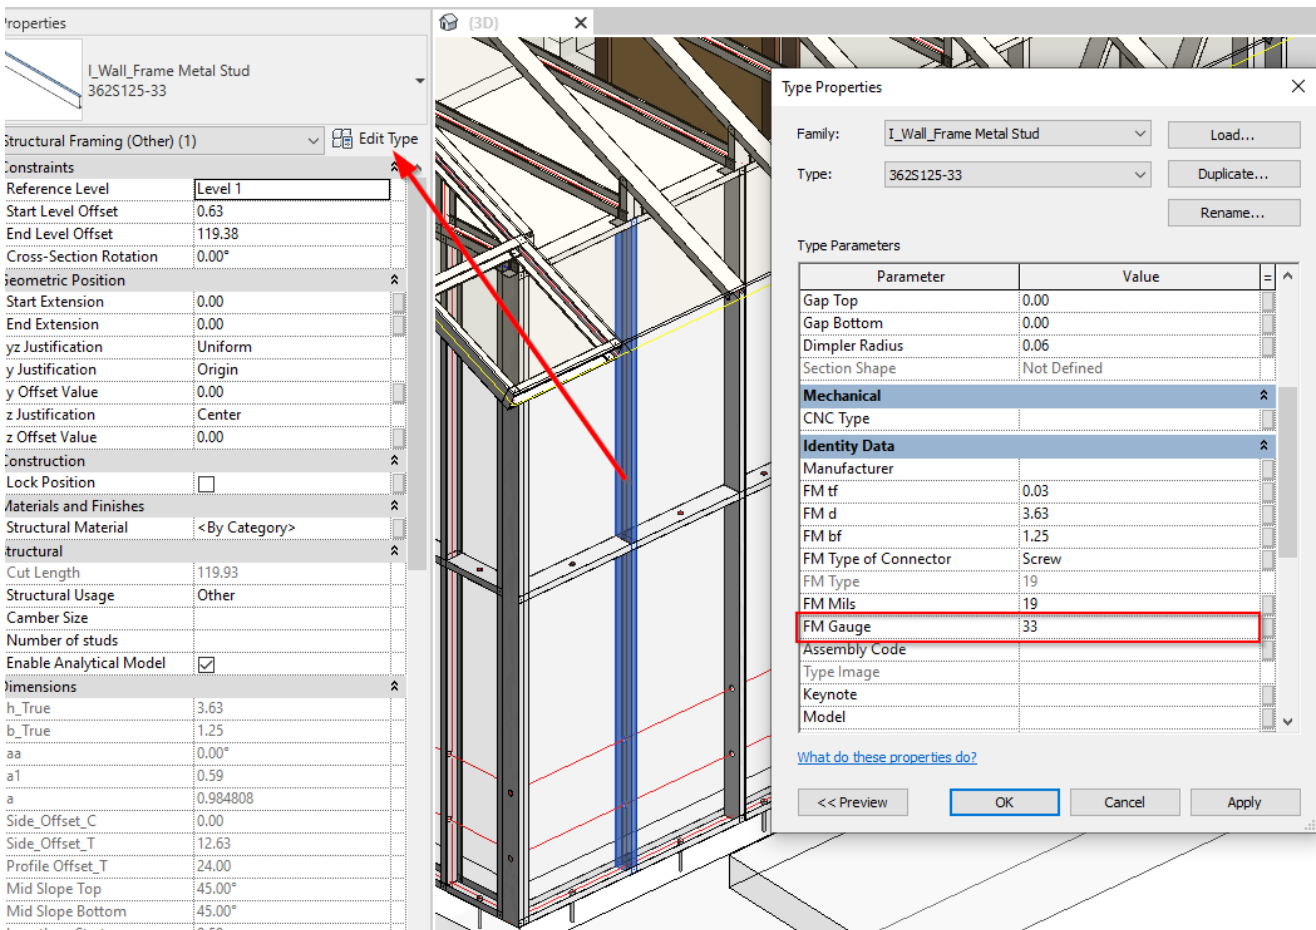 Properties
I_Wall_Frame Metal Stud
362S125-33
Structural Framing (Other) (1)
Edit Type
Constraints
Reference Level Level 1
Start Level Offset 0.63
End Level Offset 119.38
Cross-Section Rotation 0.00°
Geometric Position
Start Extension 0.00
End Extension 0.00
yz Justification Uniform
y Justification Origin
y Offset Value 0.00
z Justification Center
z Offset Value 0.00
Construction
Lock Position
Materials and Finishes
Structural Material <By Category>
Structural
Cut Length 119.93
Structural Usage Other
Camber Size
Number of studs
Enable Analytical Model
Dimensions
h_True 3.63
b_True 1.25
aa 0.00°
a1 0.59
a 0.984808
Side_Offset_C 0.00
Side_Offset_T 12.63
Profile Offset_T 24.00
Mid Slope Top 45.00°
Mid Slope Bottom 45.00°
{3D}
Type Properties
Family: I_Wall_Frame Metal Stud Load...
Type: 362S125-33 Duplicate...
Rename...
Type Parameters
Parameter Value =
Gap Top 0.00
Gap Bottom 0.00
Dimpler Radius 0.06
Section Shape Not Defined
Mechanical
CNC Type
Identity Data
Manufacturer
FM tf 0.03
FM d 3.63
FM bf 1.25
FM Type of Connector Screw
FM Type 19
FM Mils 19
FM Gauge 33
Assembly Code
Type Image
Keynote
Model
What do these properties do?
<< Preview OK Cancel Apply